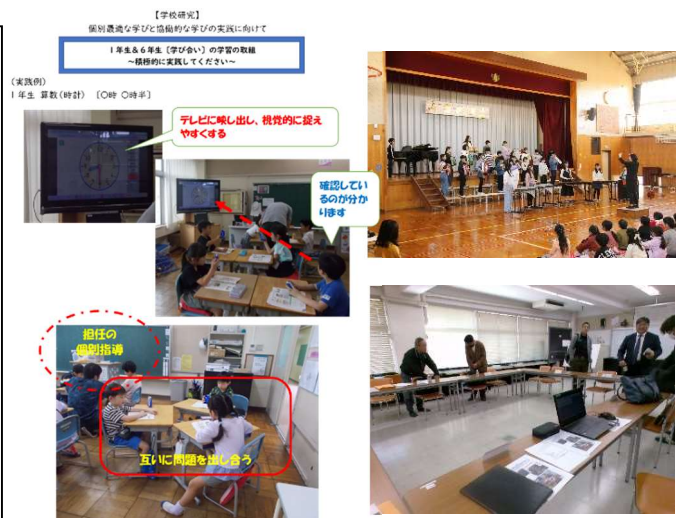 【学校研究】
個別最適な学びと協働的な学びの実践に向けて
1年生＆6年生〔学び合い〕の学習の取組
～積極的に実践してください～
（実践例）
1年生 算数（時計） 〔〇時 〇時半〕
テレビに映し出し、視覚的に捉え
やすくする
確認してい
るのが分か
ります
担任の
個別指導
互いに問題を出し合う